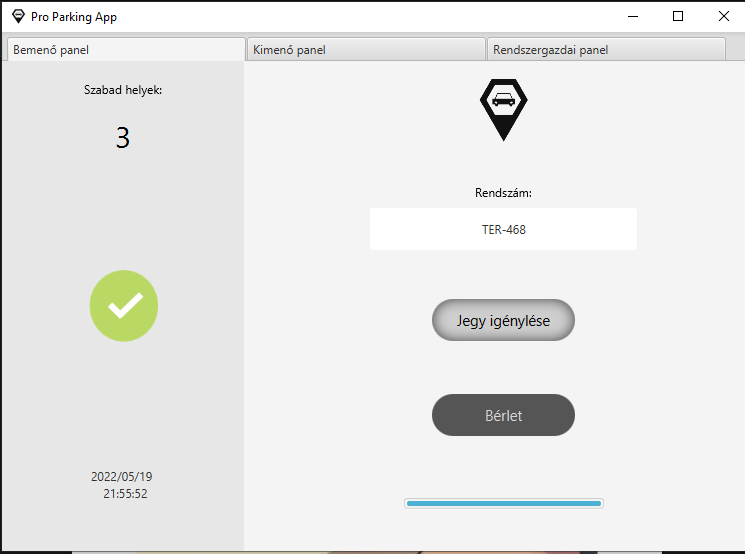 Pro Parking App
Bemenő panel
Kimenő panel
Rendszergazdai panel
Szabad helyek:
3
Rendszám:
TER-468
Jegy igénylése
Bérlet
2022/05/19
21:55:52